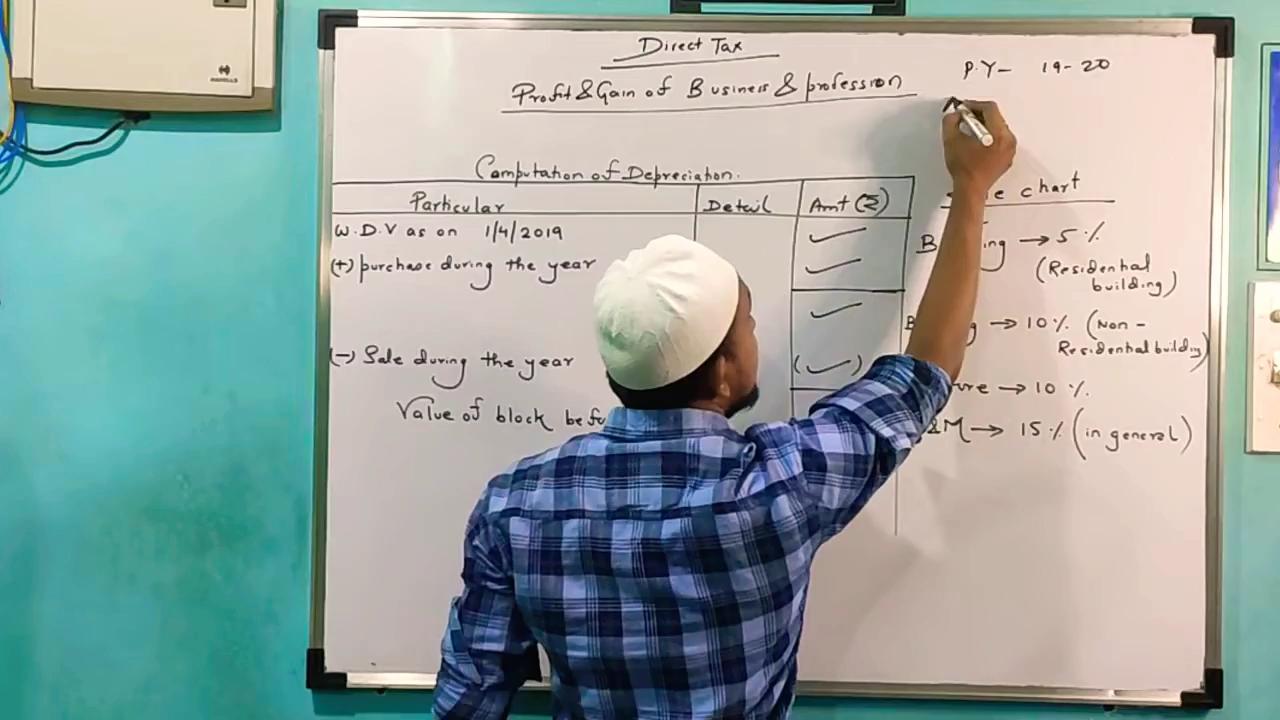 Direct Tax
Profit & Gain of Business & profession
P.Y- 19-20
Computation of Depreciation.
Particular Detail Amt (₹)
W.D.V as on 1/4/2019
(+) purchase during the year
(-) Sale during the year
Value of block
chart
→ 5%
(Residential
building)
→ 10% (Non-
Residential building)
→ 10%.
&M → 15% (in general)
HAVELLS